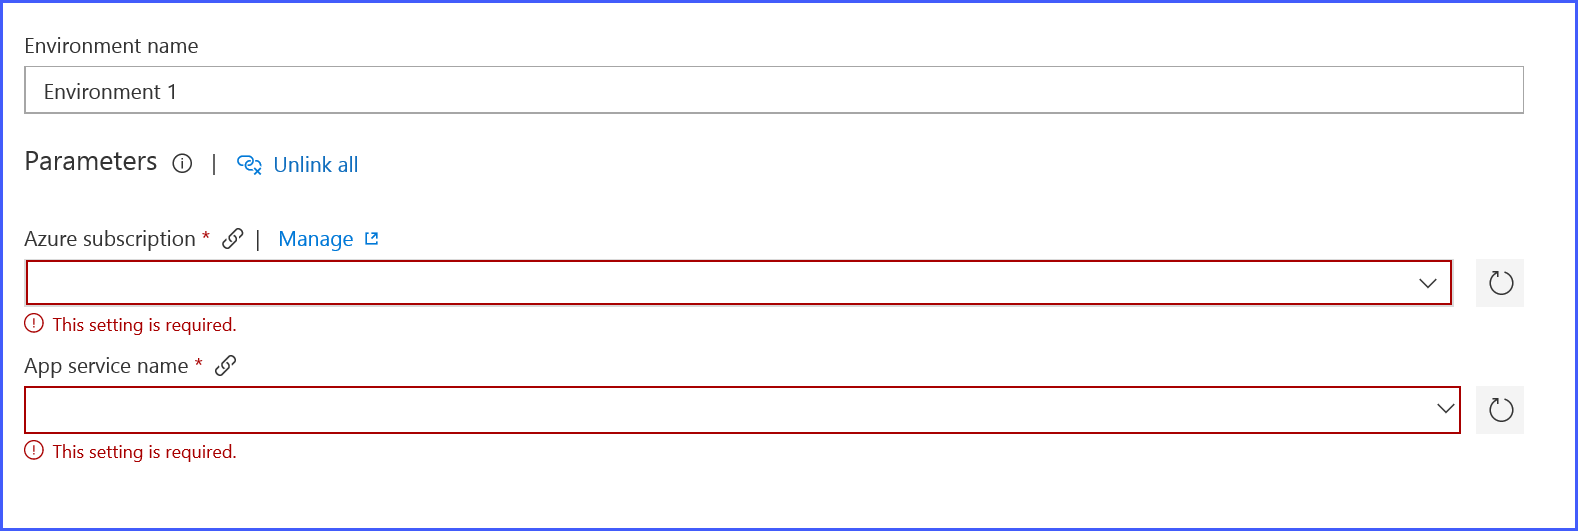 Environment name
Environment 1
Parameters | Unlink all
Azure subscription * | Manage
This setting is required.
App service name *
This setting is required.